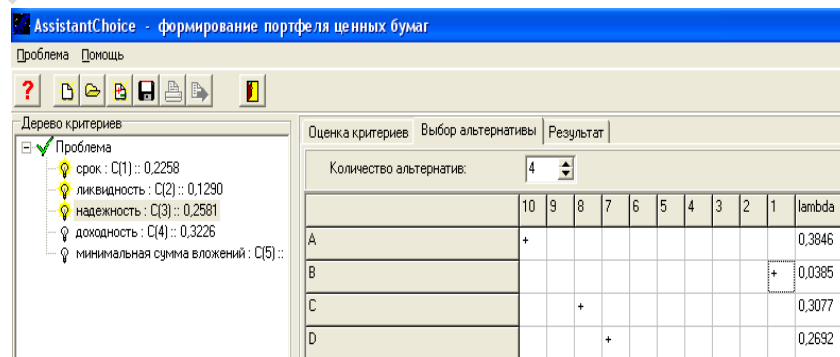 AssistantChoice - формирование портфеля ценных бумаг
Проблема Помощь
?
Дерево критериев
Проблема
срок : C(1) :: 0,2258
ликвидность : C(2) :: 0,1290
надежность : C(3) :: 0,2581
доходность : C(4) :: 0,3226
минимальная сумма вложений : C(5) ::
Оценка критериев Выбор альтернативы Результат
Количество альтернатив: 4
10 9 8 7 6 5 4 3 2 1 lambda
A + 0,3846
B + 0,0385
C + 0,3077
D + 0,2692